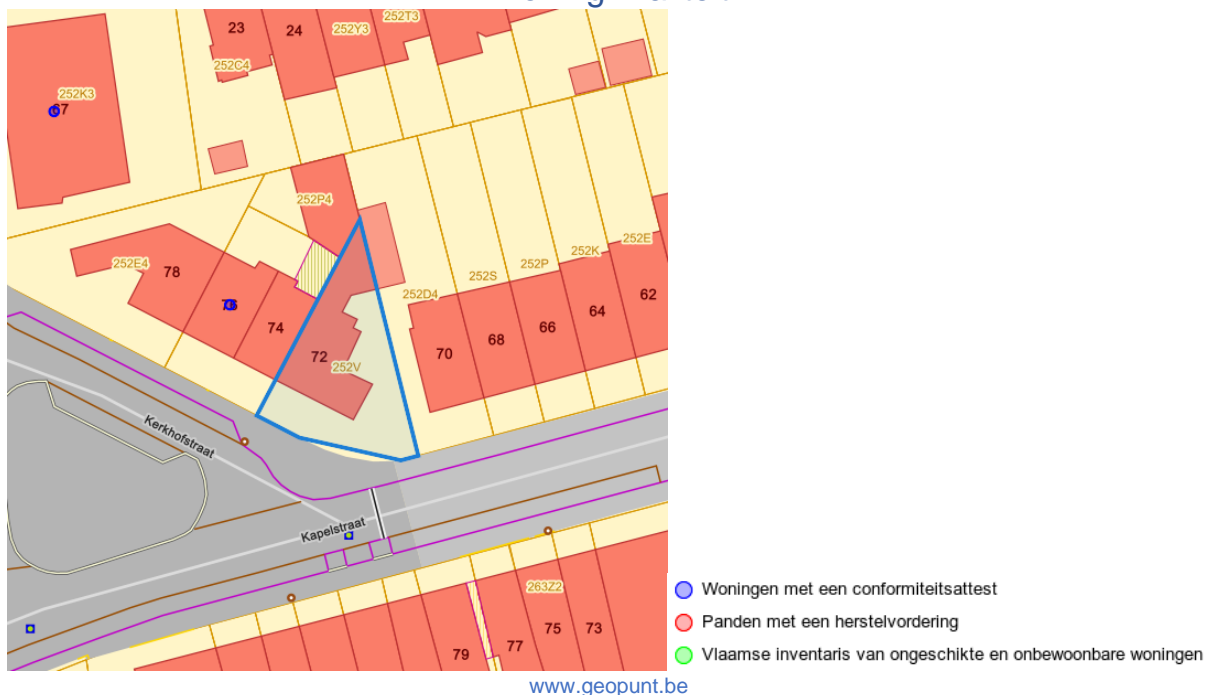 23
24
252Y3
252T3
252C4
252K3
67
252P4
252E4
78
76
74
72
252V
252D4
252S
252P
252K
252E
70
68
66
64
62
Kerkhofstraat
Kapelstraat
263Z2
79
77
75
73
Woningen met een conformiteitsattest
Panden met een herstelvordering
Vlaamse inventaris van ongeschikte en onbewoonbare woningen
www.geopunt.be